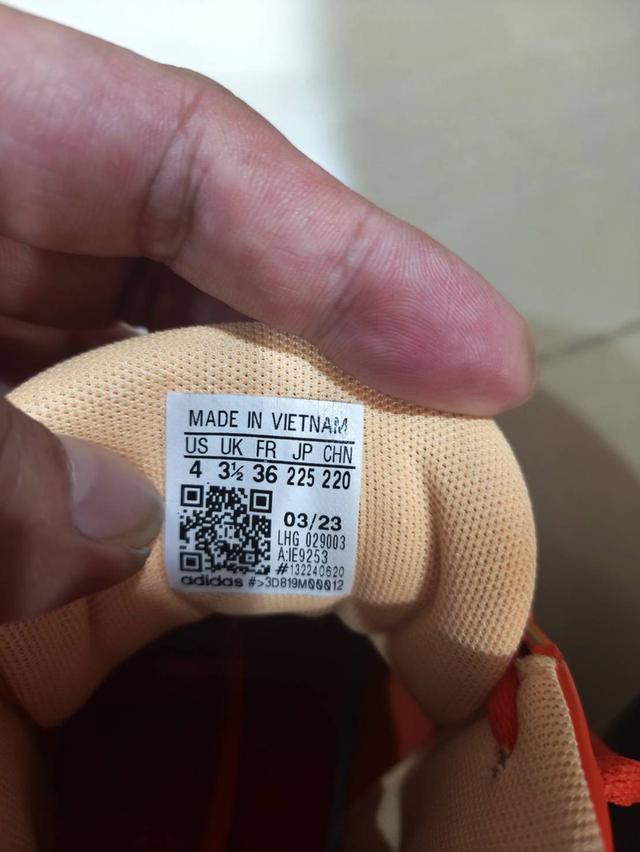 MADE IN VIETNAM
US UK FR JP CHN
4 3½ 36 225 220
03/23
LHG 029003
A:IE9253
#132240620
adidas #>3D819M00012